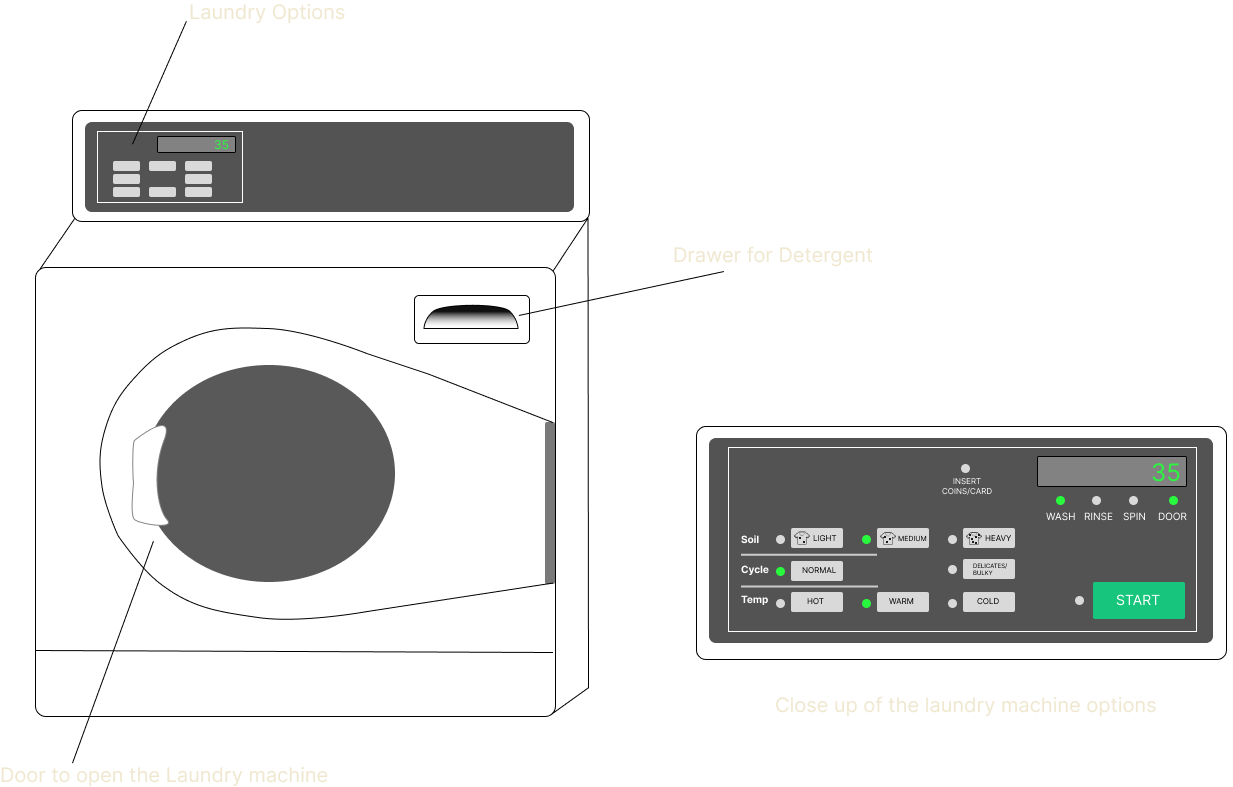 Laundry Options
35
Drawer for Detergent
35
INSERT
COINS/CARD
WASH RINSE SPIN DOOR
Soil LIGHT MEDIUM HEAVY
Cycle NORMAL DELICATES/
BULKY
Temp HOT WARM COLD
START
Close up of the laundry machine options
Door to open the Laundry machine